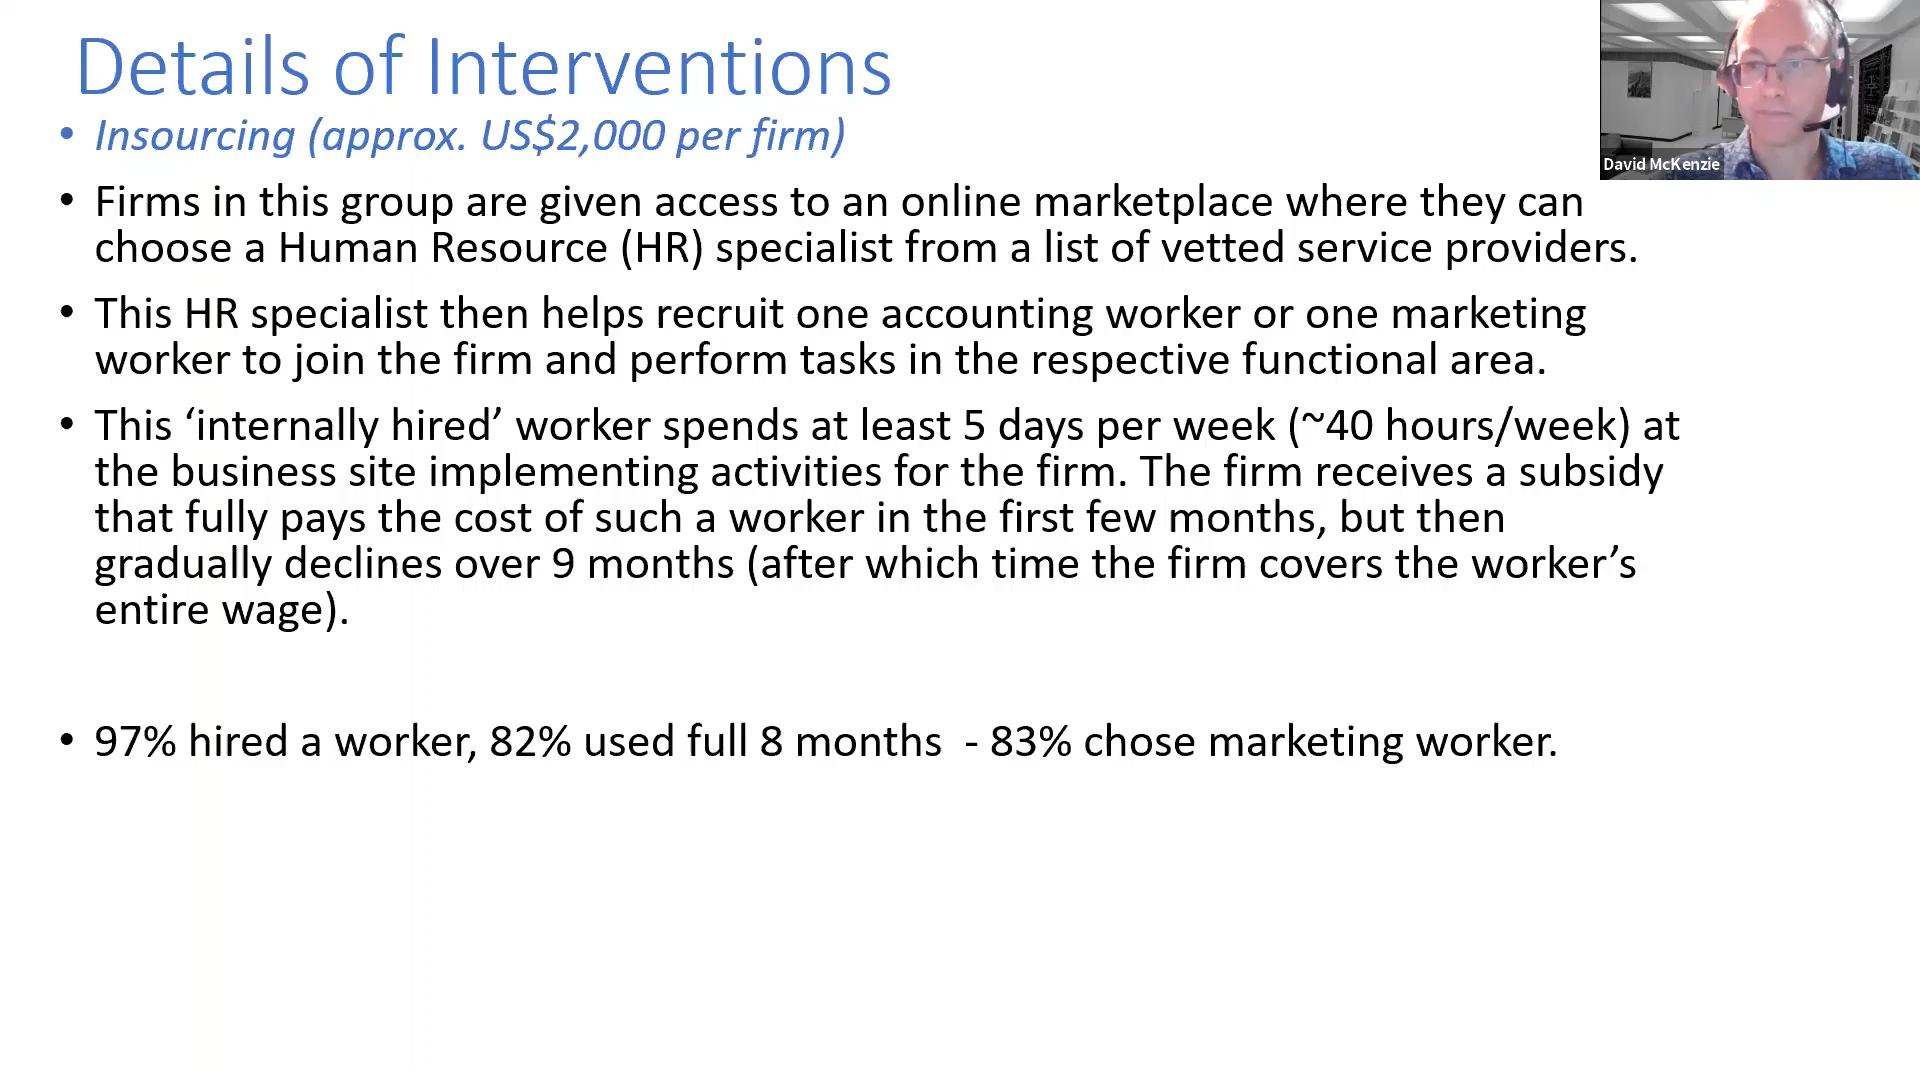 Details of Interventions
• Insourcing (approx. US$2,000 per firm)
• Firms in this group are given access to an online marketplace where they can
choose a Human Resource (HR) specialist from a list of vetted service providers.
• This HR specialist then helps recruit one accounting worker or one marketing
worker to join the firm and perform tasks in the respective functional area.
• This ‘internally hired’ worker spends at least 5 days per week (~40 hours/week) at
the business site implementing activities for the firm. The firm receives a subsidy
that fully pays the cost of such a worker in the first few months, but then
gradually declines over 9 months (after which time the firm covers the worker’s
entire wage).
• 97% hired a worker, 82% used full 8 months  - 83% chose marketing worker.
David McKenzie